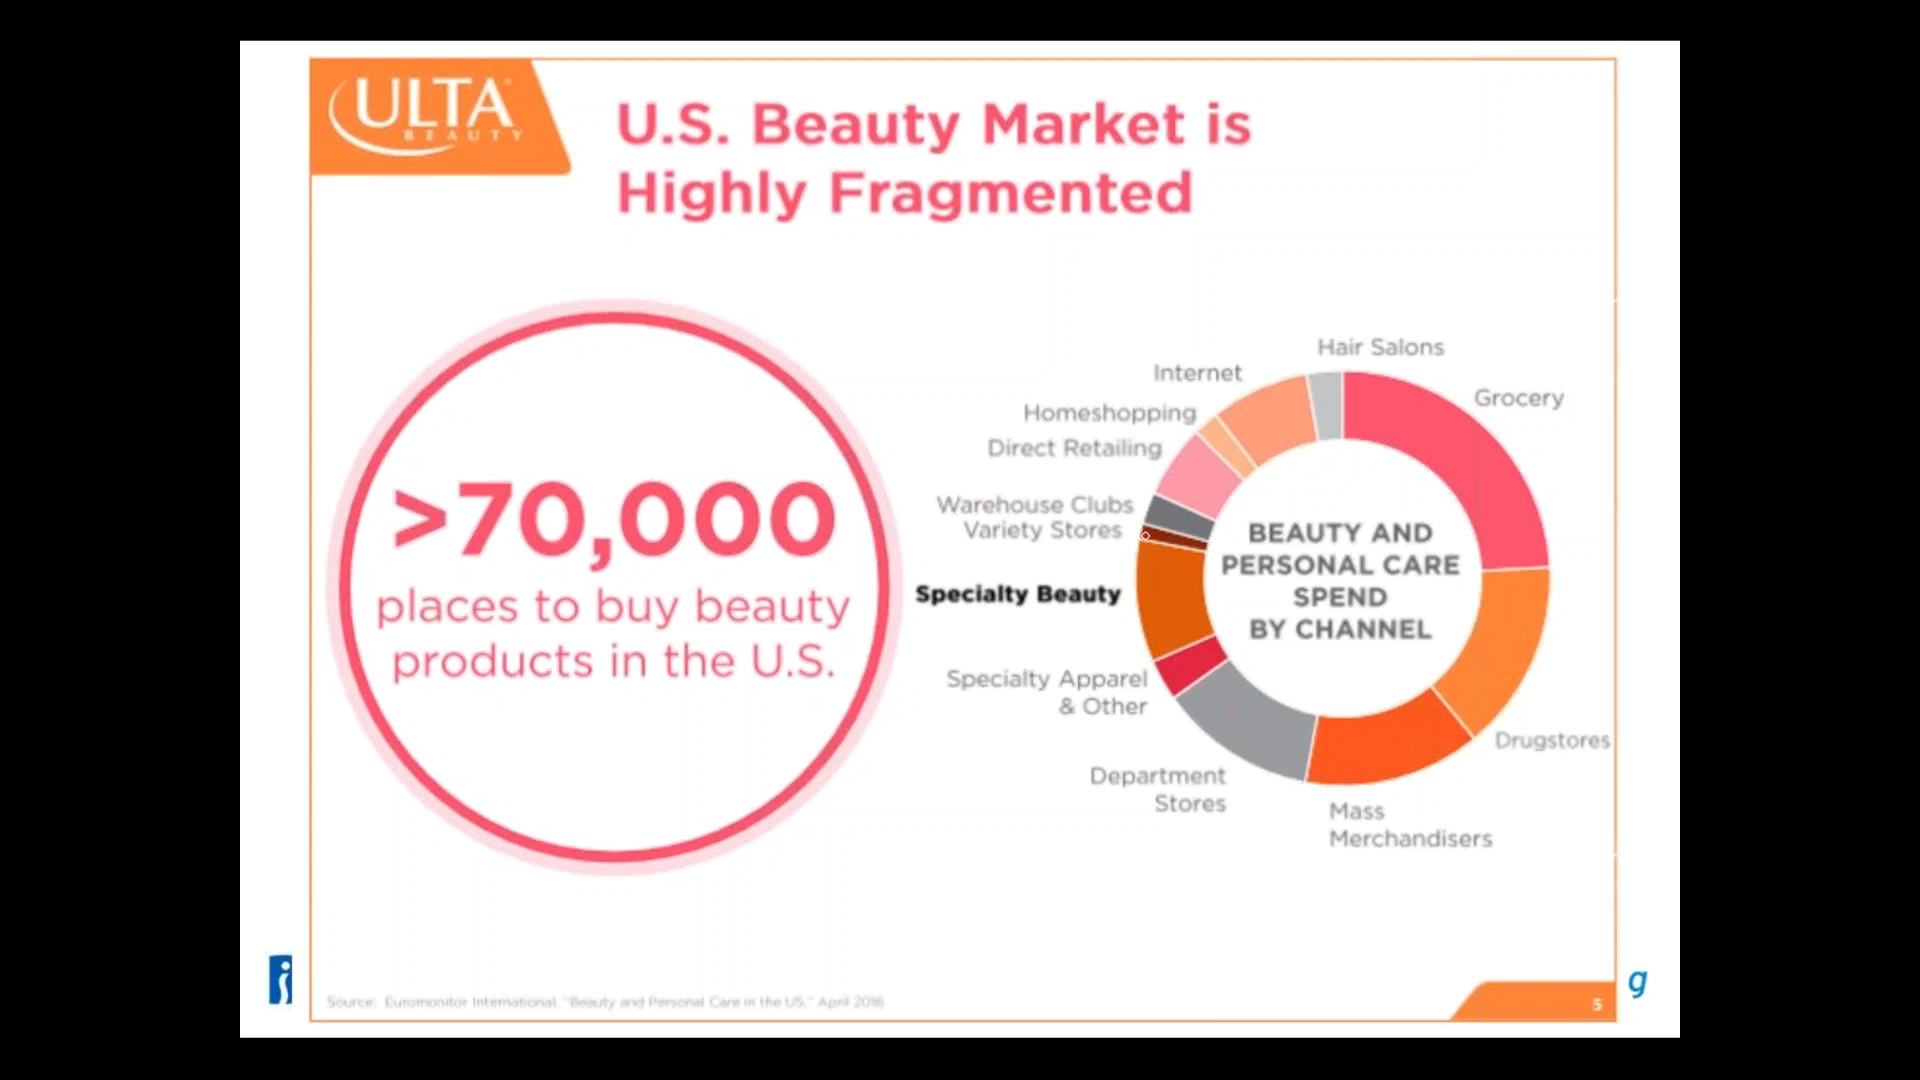 ULTA
BEAUTY
U.S. Beauty Market is
Highly Fragmented
>70,000
places to buy beauty
products in the U.S.
Hair Salons
Internet
Grocery
Homeshopping
Direct Retailing
Warehouse Clubs
Variety Stores
Specialty Beauty
Specialty Apparel
& Other
Department
Stores
Mass
Merchandisers
Drugstores
BEAUTY AND
PERSONAL CARE
SPEND
BY CHANNEL
Source: Euromonitor International, "Beauty and Personal Care in the US," April 2016
5
g